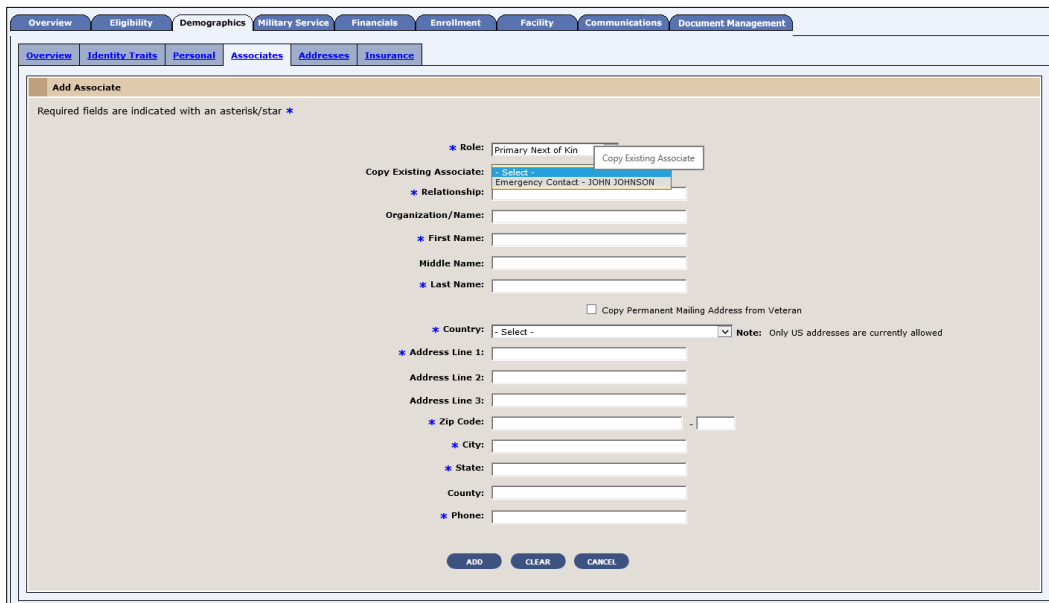 Overview Eligibility Demographics Military Service Financials Enrollment Facility Communications Document Management
Overview Identity Traits Personal Associates Addresses Insurance
Add Associate
Required fields are indicated with an asterisk/star *
* Role: Primary Next of Kin
Copy Existing Associate
Copy Existing Associate: - Select -
Emergency Contact - JOHN JOHNSON
* Relationship:
Organization/Name:
* First Name:
Middle Name:
* Last Name:
Copy Permanent Mailing Address from Veteran
* Country: - Select - Note: Only US addresses are currently allowed
* Address Line 1:
Address Line 2:
Address Line 3:
* Zip Code: -
* City:
* State:
County:
* Phone:
ADD CLEAR CANCEL